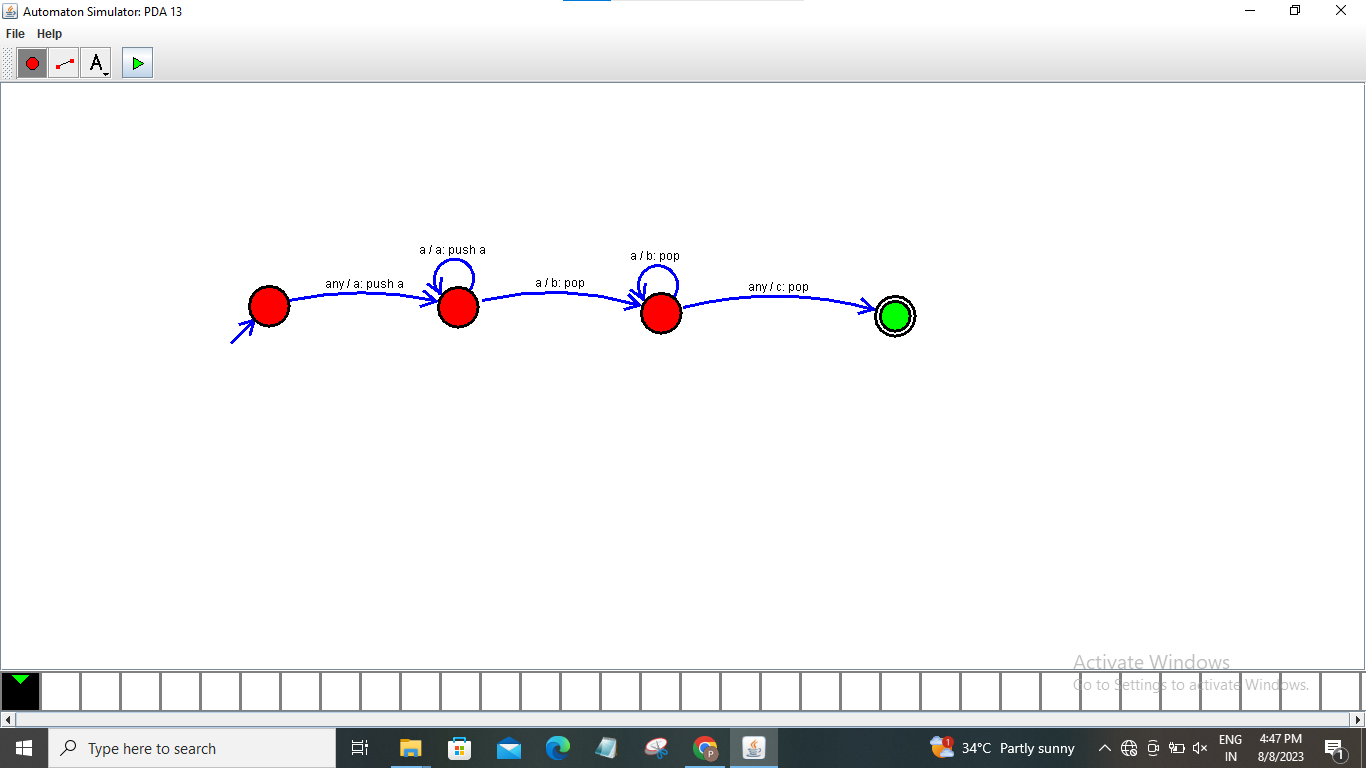 Automaton Simulator: PDA 13
File Help
A
a / a: push a
a / b: pop
any / a: push a
a / b: pop
any / c: pop
Activate Windows
Go to Settings to activate Windows.
Type here to search
1
P
34°C Partly sunny
ENG
IN
4:47 PM
8/8/2023
1